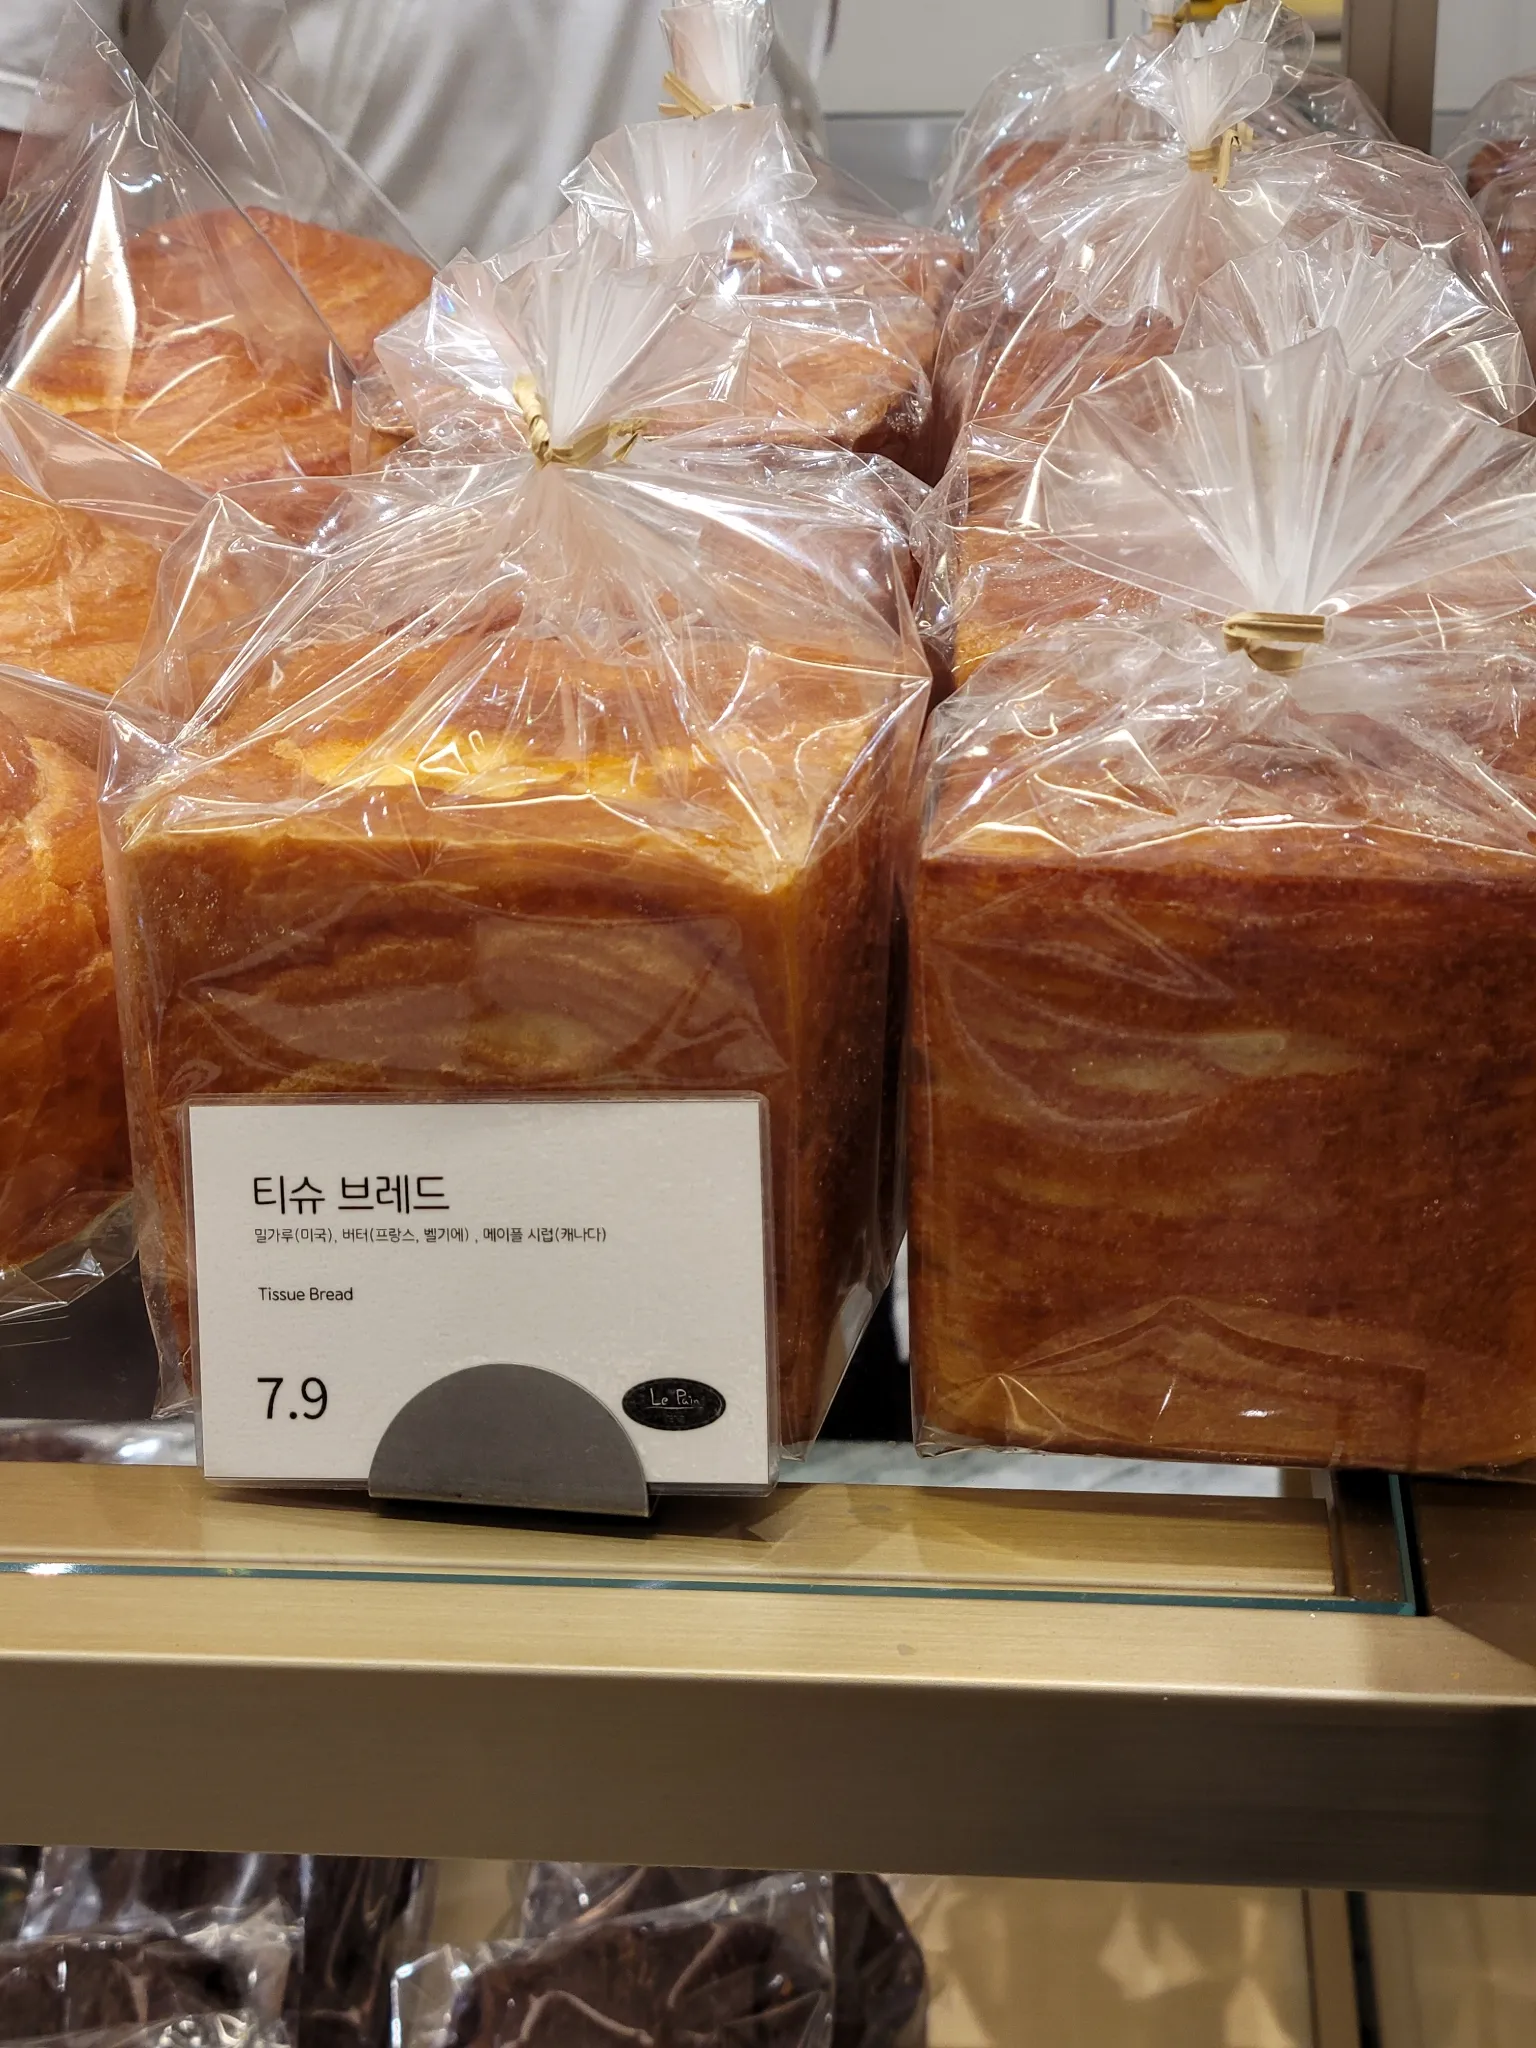 티슈 브레드
밀가루(미국), 버터(프랑스, 벨기에) , 메이플 시럽(캐나다)
Tissue Bread
7.9
Le Pain